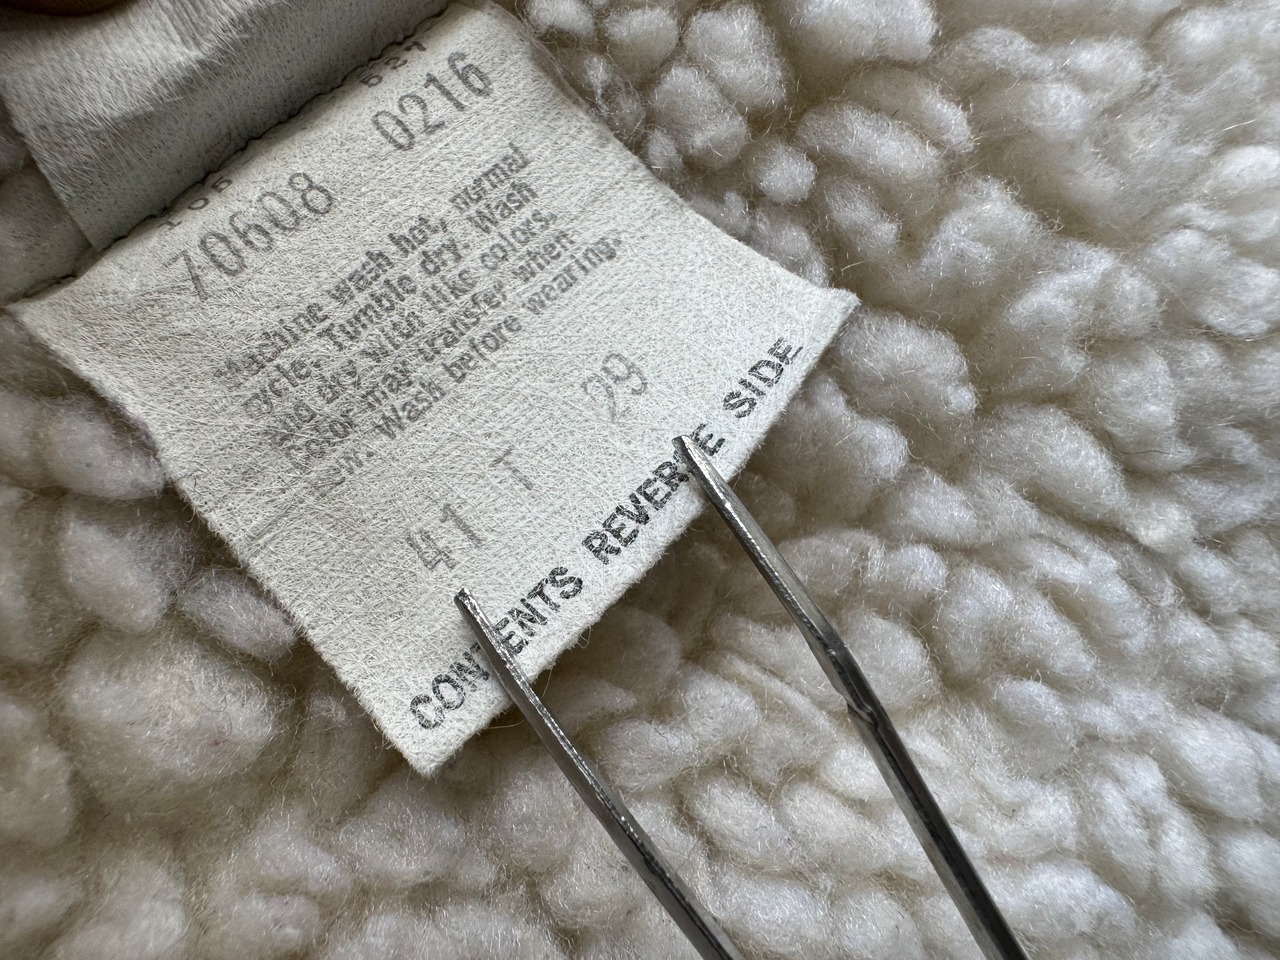 527
70608 0216
Machine wash hot, normal
cycle. Tumble dry. Wash
and Dry with like colors.
Color may transfer when
new. Wash before wearing.
41 T 29
CONTENTS REVERSE SIDE